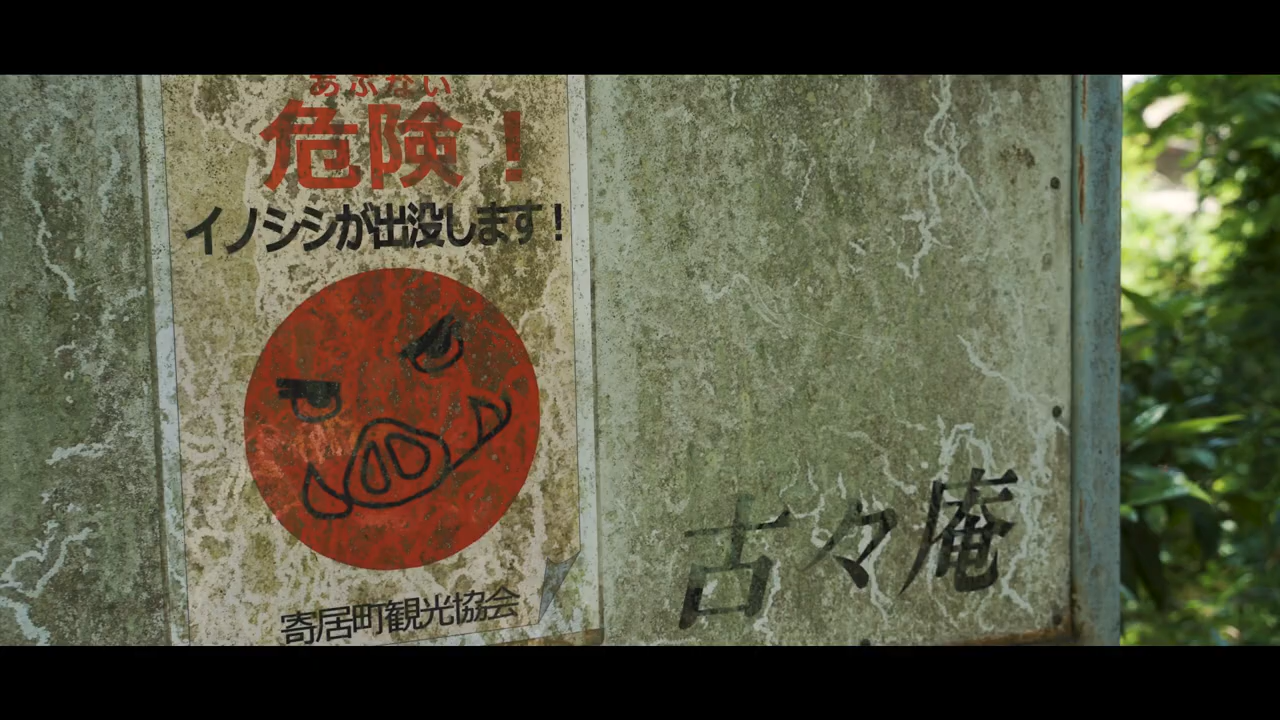 あぶない
危険！
イノシシが出没します！
寄居町観光協会
古々庵